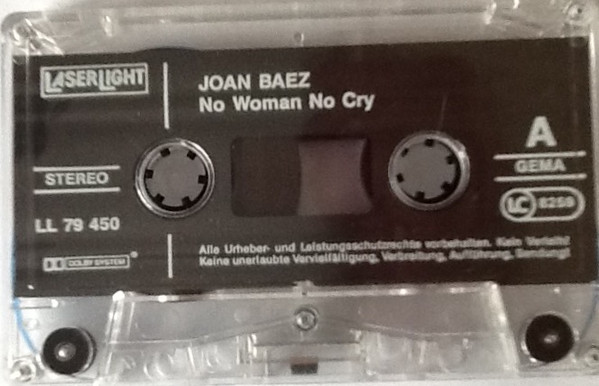 LASERLIGHT
JOAN BAEZ
No Woman No Cry
A
STEREO
GEMA
LL 79 450
LC 8259
DOLBY SYSTEM®
Alle Urheber- und Leistungsschutzrechte vorbehalten. Kein Verleih!
Keine unerlaubte Vervielfältigung, Verbreitung, Aufführung, Sendung!